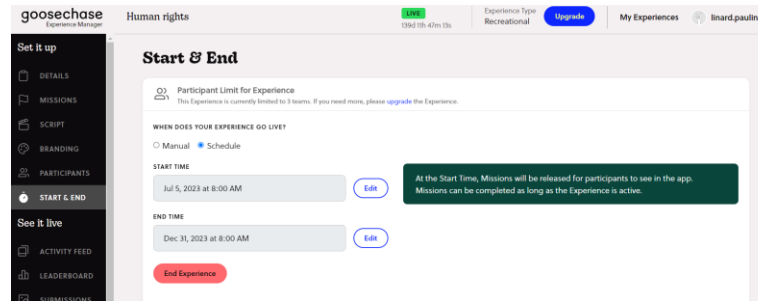 goosechase
Experience Manager
Human rights
LIVE
139d 11h 47m 13s
Experience Type
Recreational
Upgrade
My Experiences
linard.paulin
Set it up
DETAILS
MISSIONS
SCRIPT
BRANDING
PARTICIPANTS
START & END
See it live
ACTIVITY FEED
LEADERBOARD
SUBMISSIONS
Start & End
Participant Limit for Experience
This Experience is currently limited to 3 teams. If you need more, please upgrade the Experience.
WHEN DOES YOUR EXPERIENCE GO LIVE?
Manual Schedule
START TIME
Jul 5, 2023 at 8:00 AM
Edit
At the Start Time, Missions will be released for participants to see in the app.
Missions can be completed as long as the Experience is active.
END TIME
Dec 31, 2023 at 8:00 AM
Edit
End Experience